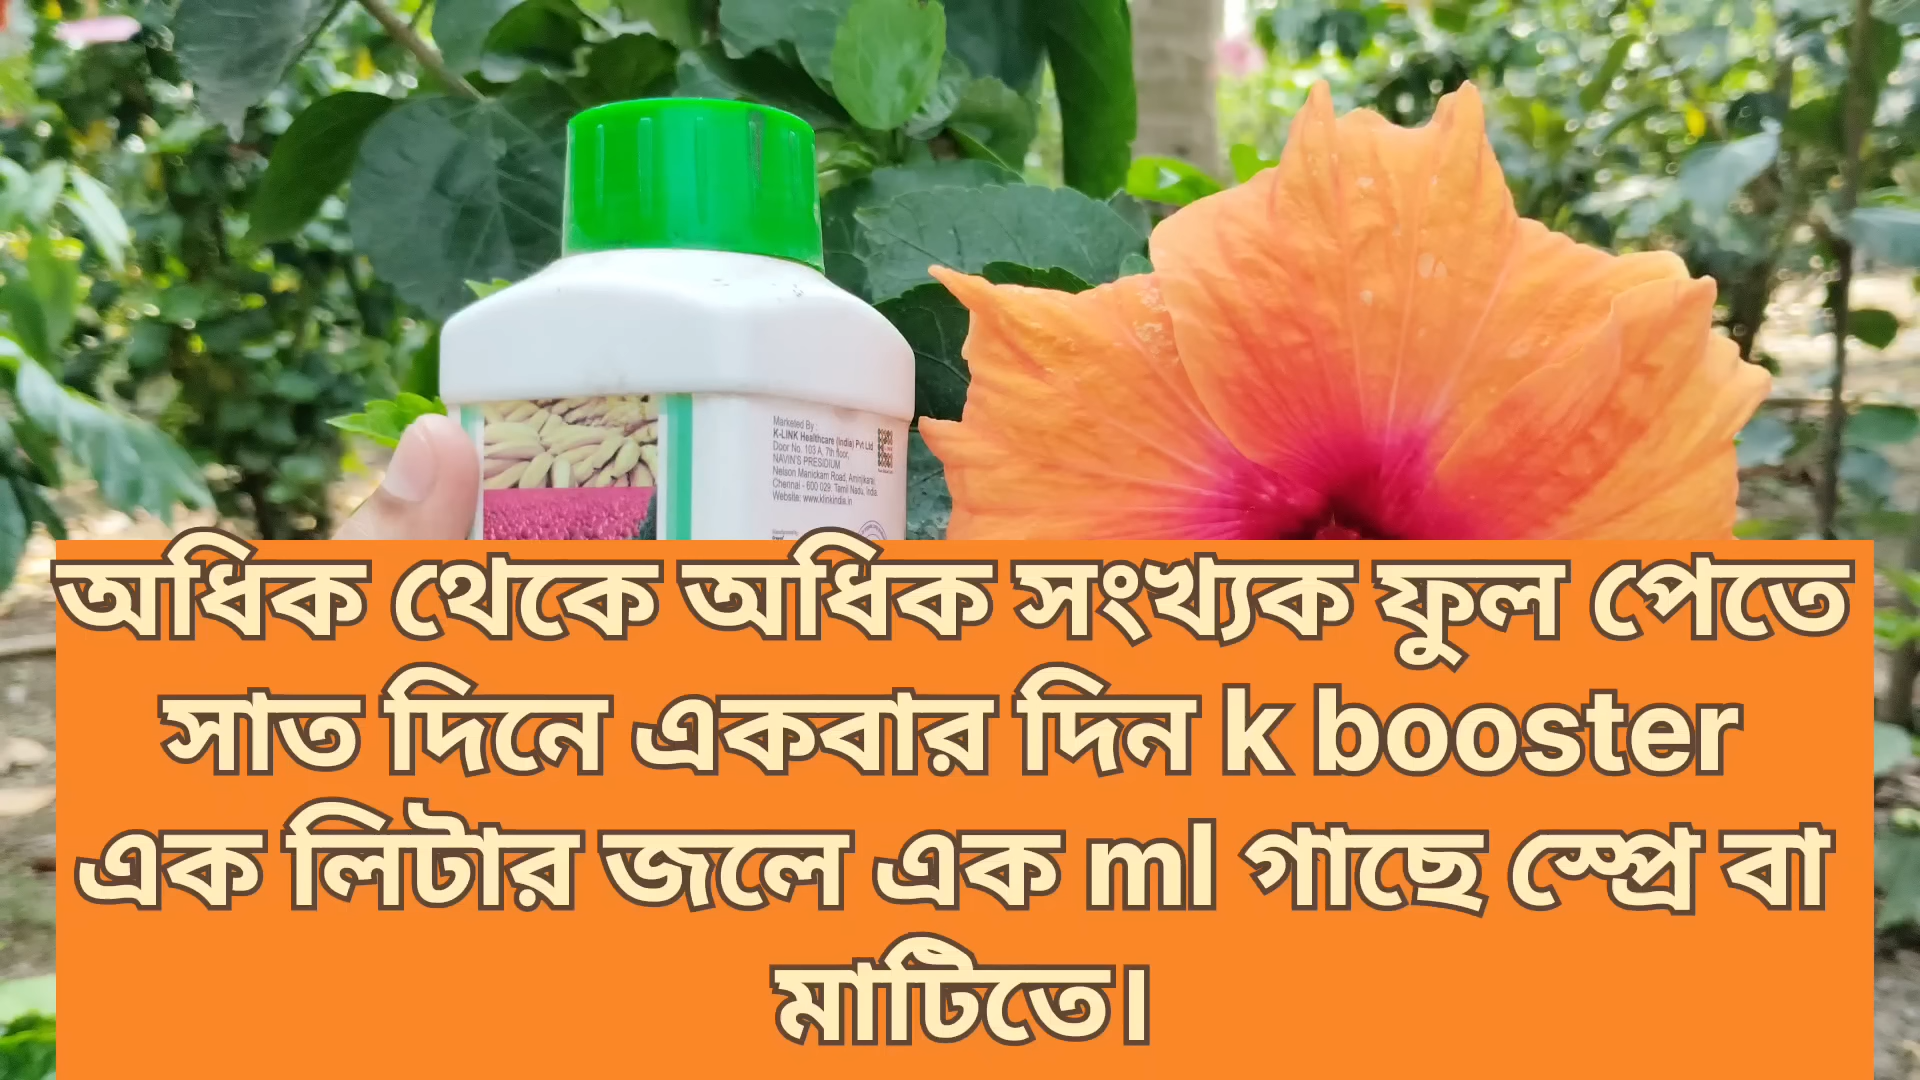 Marketed By :
K-LINK Healthcare (India) Pvt Ltd
Door No. 103 A, 7th floor,
NAVIN'S PRESIDIUM
Nelson Manickam Road, Aminjikarai,
Chennai - 600 029. Tamil Nadu, India.
Website: www.klinkindia.in
অধিক থেকে অধিক সংখ্যক ফুল পেতে
সাত দিনে একবার দিন k booster
এক লিটার জলে এক ml গাছে স্প্রে বা
মাটিতে।